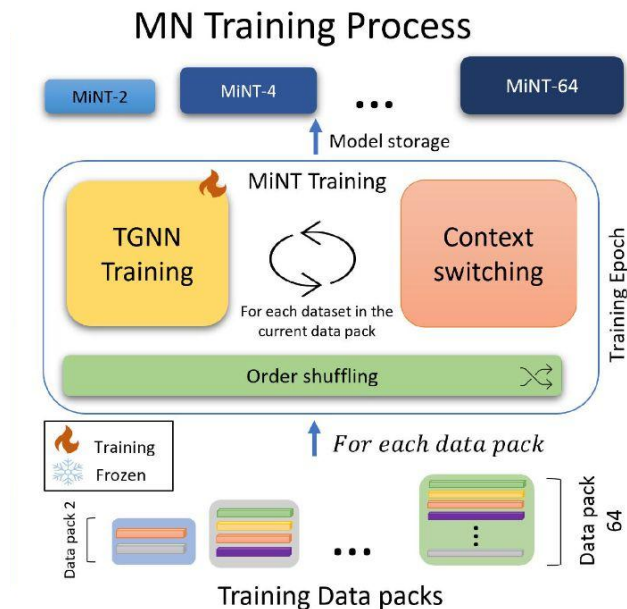 MN Training Process
MiNT-2
MiNT-4
...
MiNT-64
Model storage
MiNT Training
TGNN
Training
Context
switching
For each dataset in the
current data pack
Training Epoch
Order shuffling
Training
Frozen
For each data pack
Data pack 2
...
Data pack
64
Training Data packs